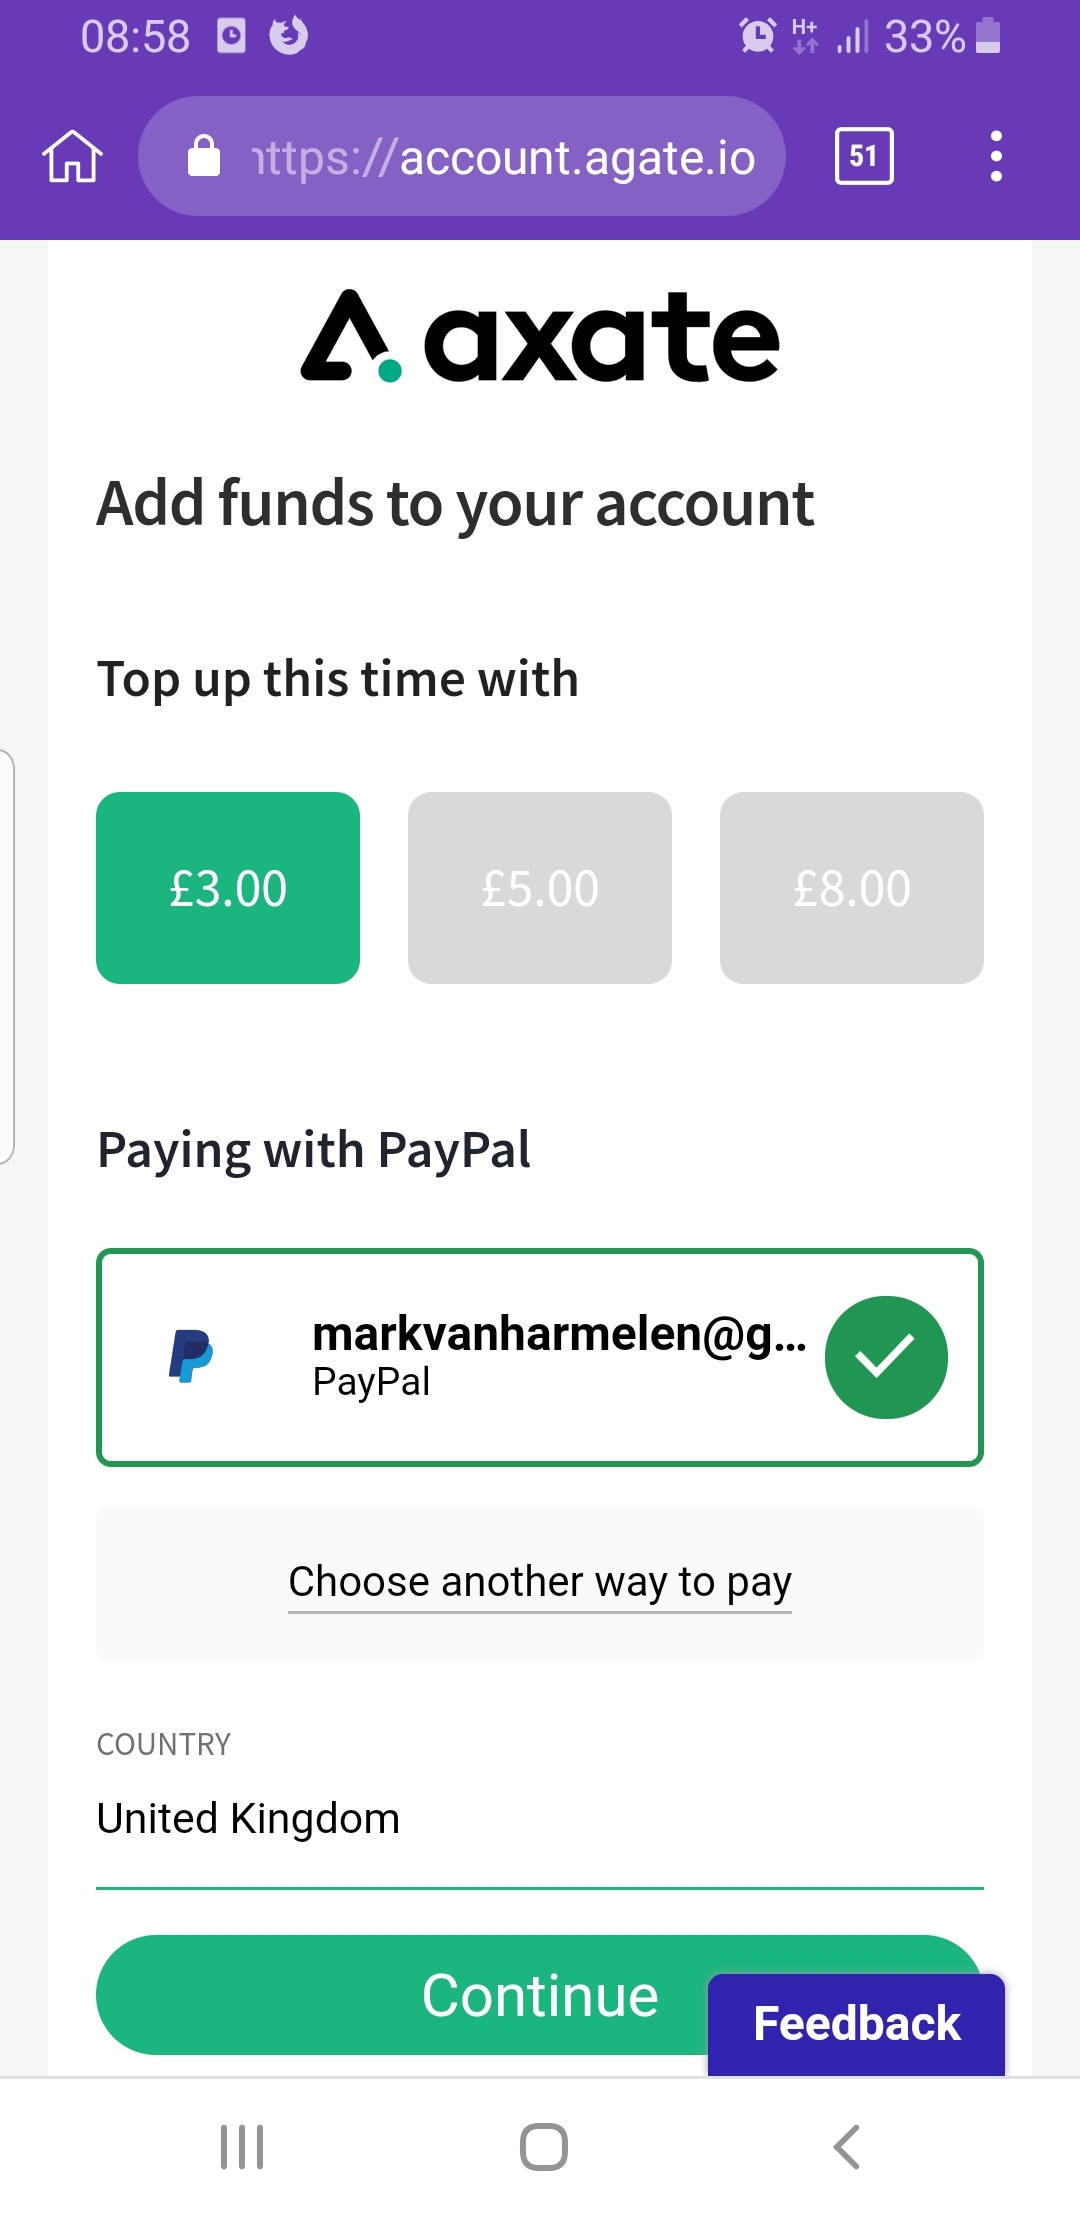 08:58
H+
33%
ttps://account.agate.io
51
axate
Add funds to your account
Top up this time with
£3.00
£5.00
£8.00
Paying with PayPal
markvanharmelen@g...
PayPal
Choose another way to pay
COUNTRY
United Kingdom
Continue
Feedback